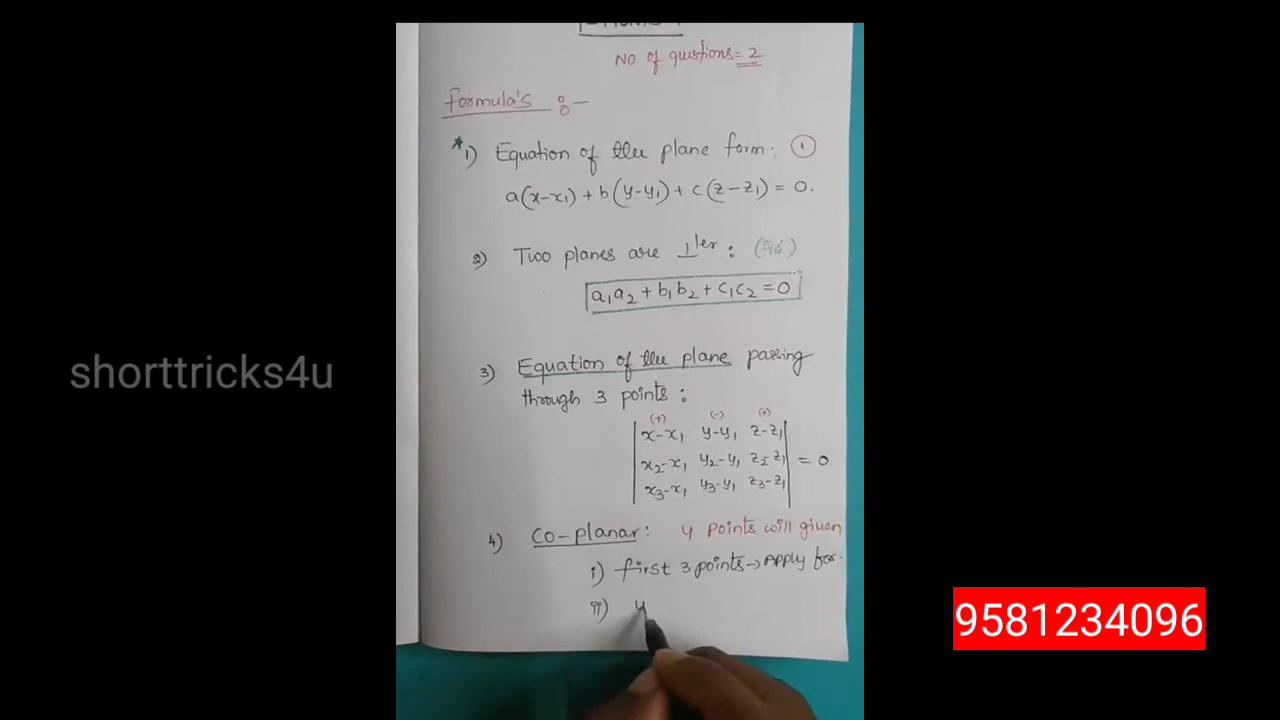 NO of qustions = 2
Formula's :-
*1) Equation of the plane form: ①
a(x-x₁) + b(y-y₁) + c(z-z₁) = 0.
2) Two planes are ⊥ler : (90°)
a₁a₂ + b₁b₂ + c₁c₂ = 0
3) Equation of the plane passing
through 3 points :
(+) (-) (+)
x-x₁ y-y₁ z-z₁
x₂-x₁ y₂-y₁ z₂-z₁ = 0
x₃-x₁ y₃-y₁ z₃-z₁
4) Co-planar : 4 points will given
i) first 3 points → Apply for.
ii) 4
shorttricks4u
9581234096